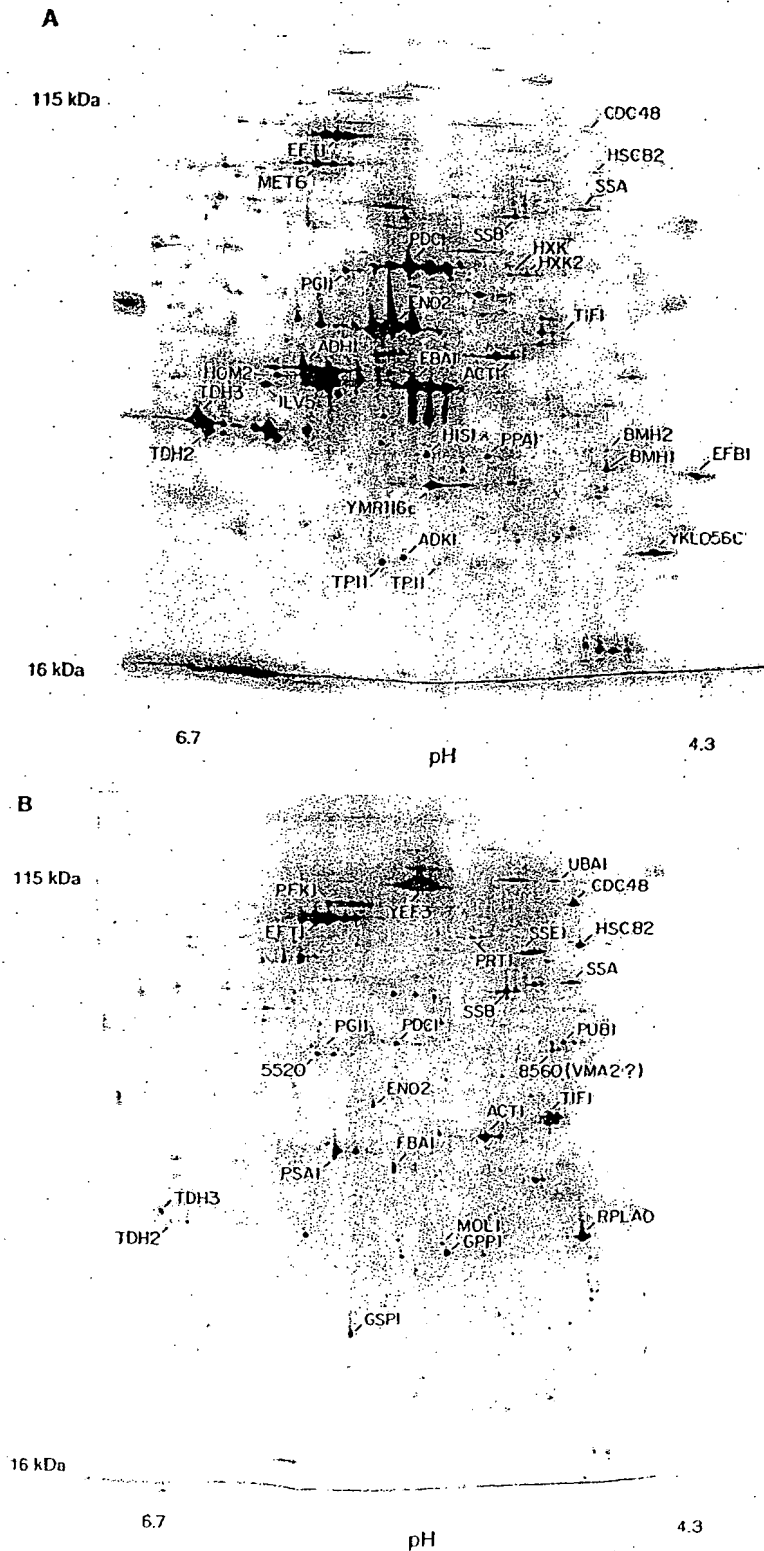 A
115 kDa
CDC48
EFT1
HSC82
MET6
SSA
SSB
PDC1
HXK
HXK2
PGI1
ENO2
TIF1
ADH1
FBA1
HOM2
ACT1
TDH3
ILV5
HIS1
PPA1
BMH2
TDH2
BMH1
EFB1
YMR116c
YKL056C
ADK1
TPI1
TPI1
16 kDa
6.7
4.3
pH
B
115 kDa
UBA1
PFK1
CDC48
YEF3
EFT1
HSC82
SSE1
PRT1
SSA
SSB
PGI1
PDC1
PUB1
5520
8560 (VMA2?)
ENO2
TIF1
ACT1
FBA1
PSA1
TDH3
RPLA0
MOL1
TDH2
GPP1
GSP1
16 kDa
6.7
4.3
pH